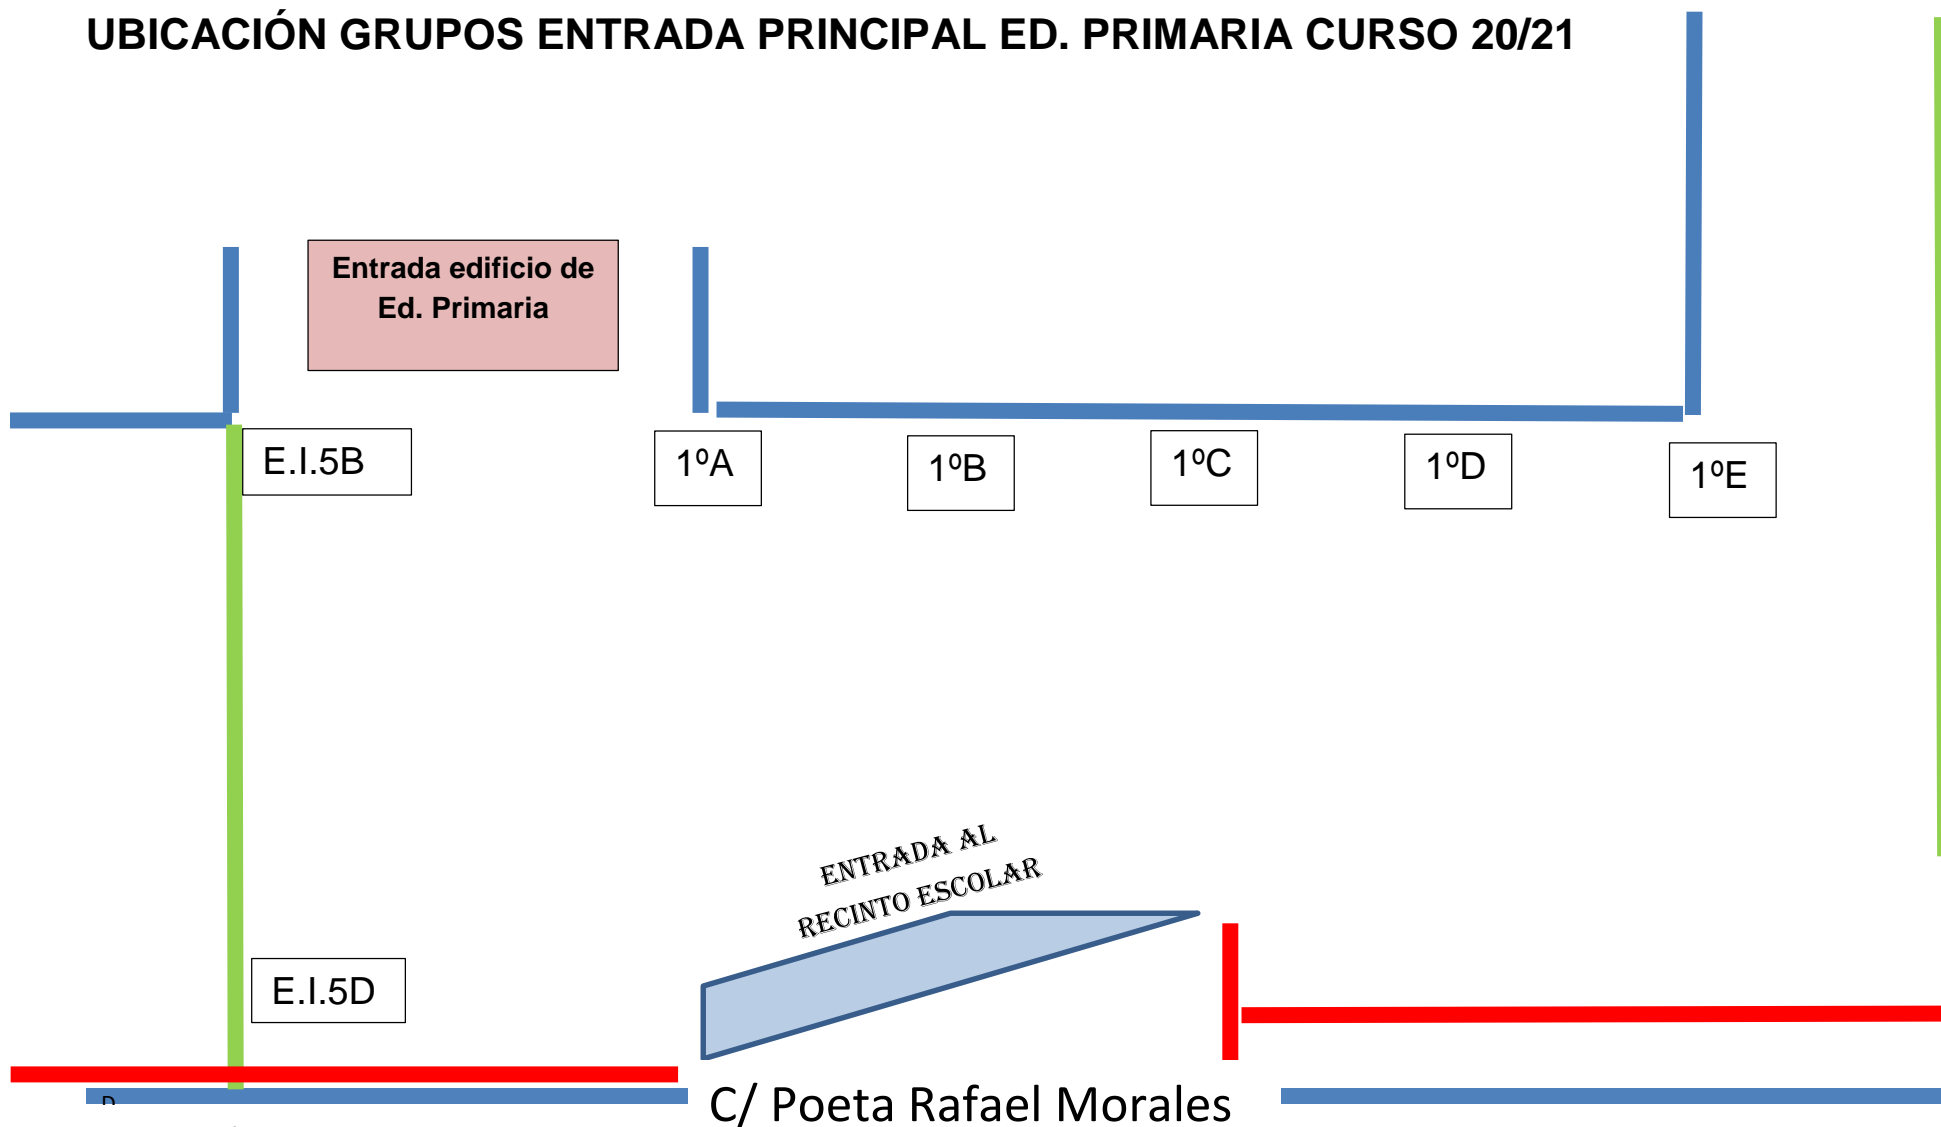 UBICACIÓN GRUPOS ENTRADA PRINCIPAL ED. PRIMARIA CURSO 20/21
Entrada edificio de
Ed. Primaria
E.I.5B
1ºA
1ºB
1ºC
1ºD
1ºE
ENTRADA AL
RECINTO ESCOLAR
E.I.5D
C/ Poeta Rafael Morales